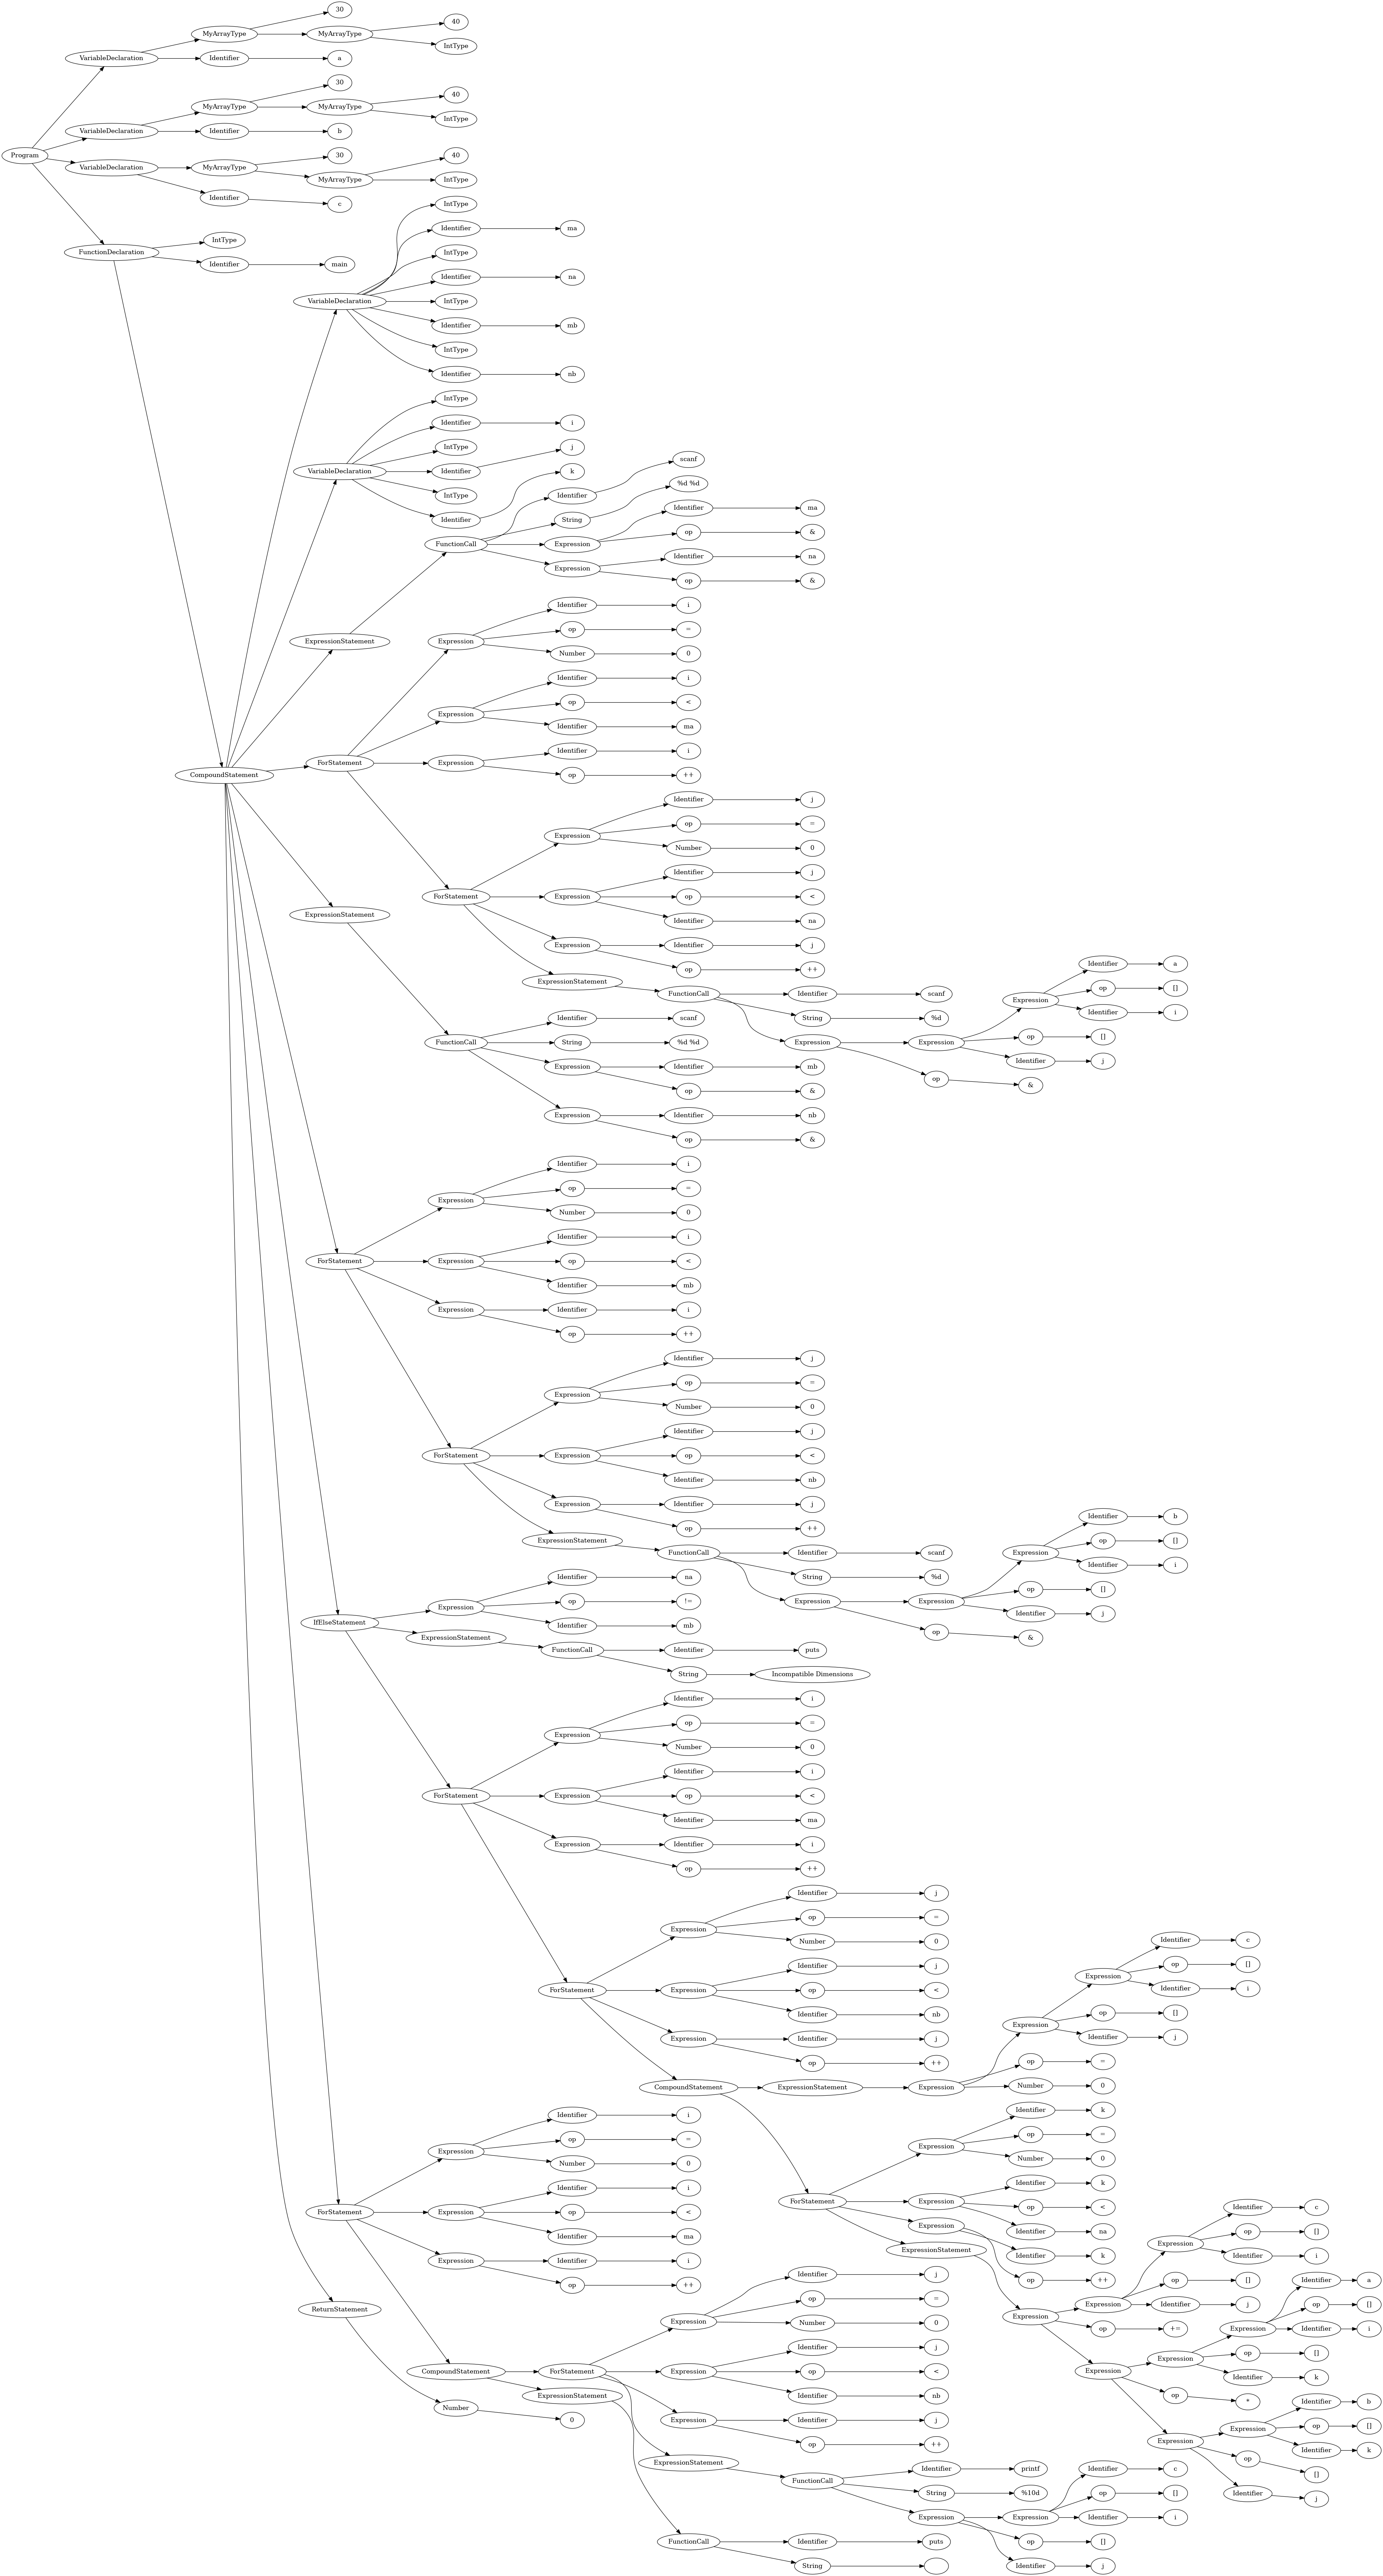 30
MyArrayType MyArrayType 40
IntType
VariableDeclaration Identifier a
30
MyArrayType MyArrayType 40
IntType
VariableDeclaration Identifier b
Program
VariableDeclaration MyArrayType 30
MyArrayType 40
IntType
Identifier c
FunctionDeclaration IntType
Identifier main
CompoundStatement
VariableDeclaration IntType
Identifier ma
IntType
Identifier na
IntType
Identifier mb
IntType
Identifier nb
VariableDeclaration IntType
Identifier i
IntType
Identifier j
IntType
Identifier k
ExpressionStatement FunctionCall
Identifier scanf
String %d %d
Expression Identifier ma
op &
Expression Identifier na
op &
ForStatement
Expression Identifier i
op =
Number 0
Expression Identifier i
op <
Identifier ma
Expression Identifier i
op ++
ForStatement
Expression Identifier j
op =
Number 0
Expression Identifier j
op <
Identifier na
Expression Identifier j
op ++
ExpressionStatement FunctionCall
Identifier scanf
String %d
Expression Expression Expression
Identifier a
op []
Identifier i
op []
Identifier j
op &
ExpressionStatement FunctionCall
Identifier scanf
String %d %d
Expression Identifier mb
op &
Expression Identifier nb
op &
ForStatement
Expression Identifier i
op =
Number 0
Expression Identifier i
op <
Identifier mb
Expression Identifier i
op ++
ForStatement
Expression Identifier j
op =
Number 0
Expression Identifier j
op <
Identifier nb
Expression Identifier j
op ++
ExpressionStatement FunctionCall
Identifier scanf
String %d
Expression Expression Expression
Identifier b
op []
Identifier i
op []
Identifier j
op &
IfElseStatement
Expression Identifier na
op !=
Identifier mb
ExpressionStatement FunctionCall
Identifier puts
String Incompatible Dimensions
ForStatement
Expression Identifier i
op =
Number 0
Expression Identifier i
op <
Identifier ma
Expression Identifier i
op ++
ForStatement
Expression Identifier j
op =
Number 0
Expression Identifier j
op <
Identifier nb
Expression Identifier j
op ++
CompoundStatement ExpressionStatement Expression
Expression Expression
Identifier c
op []
Identifier i
op []
Identifier j
op =
Number 0
ForStatement
Expression Identifier k
op =
Number 0
Expression Identifier k
op <
Identifier na
Expression Identifier k
op ++
ExpressionStatement Expression
Expression Expression
Identifier c
op []
Identifier i
op []
Identifier j
op +=
Expression Expression Expression
Identifier a
op []
Identifier i
op []
Identifier k
op *
Expression Expression
Identifier b
op []
Identifier k
op []
Identifier j
ForStatement
Expression Identifier i
op =
Number 0
Expression Identifier i
op <
Identifier ma
Expression Identifier i
op ++
CompoundStatement ForStatement
Expression Identifier j
op =
Number 0
Expression Identifier j
op <
Identifier nb
Expression Identifier j
op ++
ExpressionStatement FunctionCall
Identifier printf
String %10d
Expression Expression
Identifier c
op []
Identifier i
op []
Identifier j
ExpressionStatement FunctionCall
Identifier puts
String
ReturnStatement Number 0